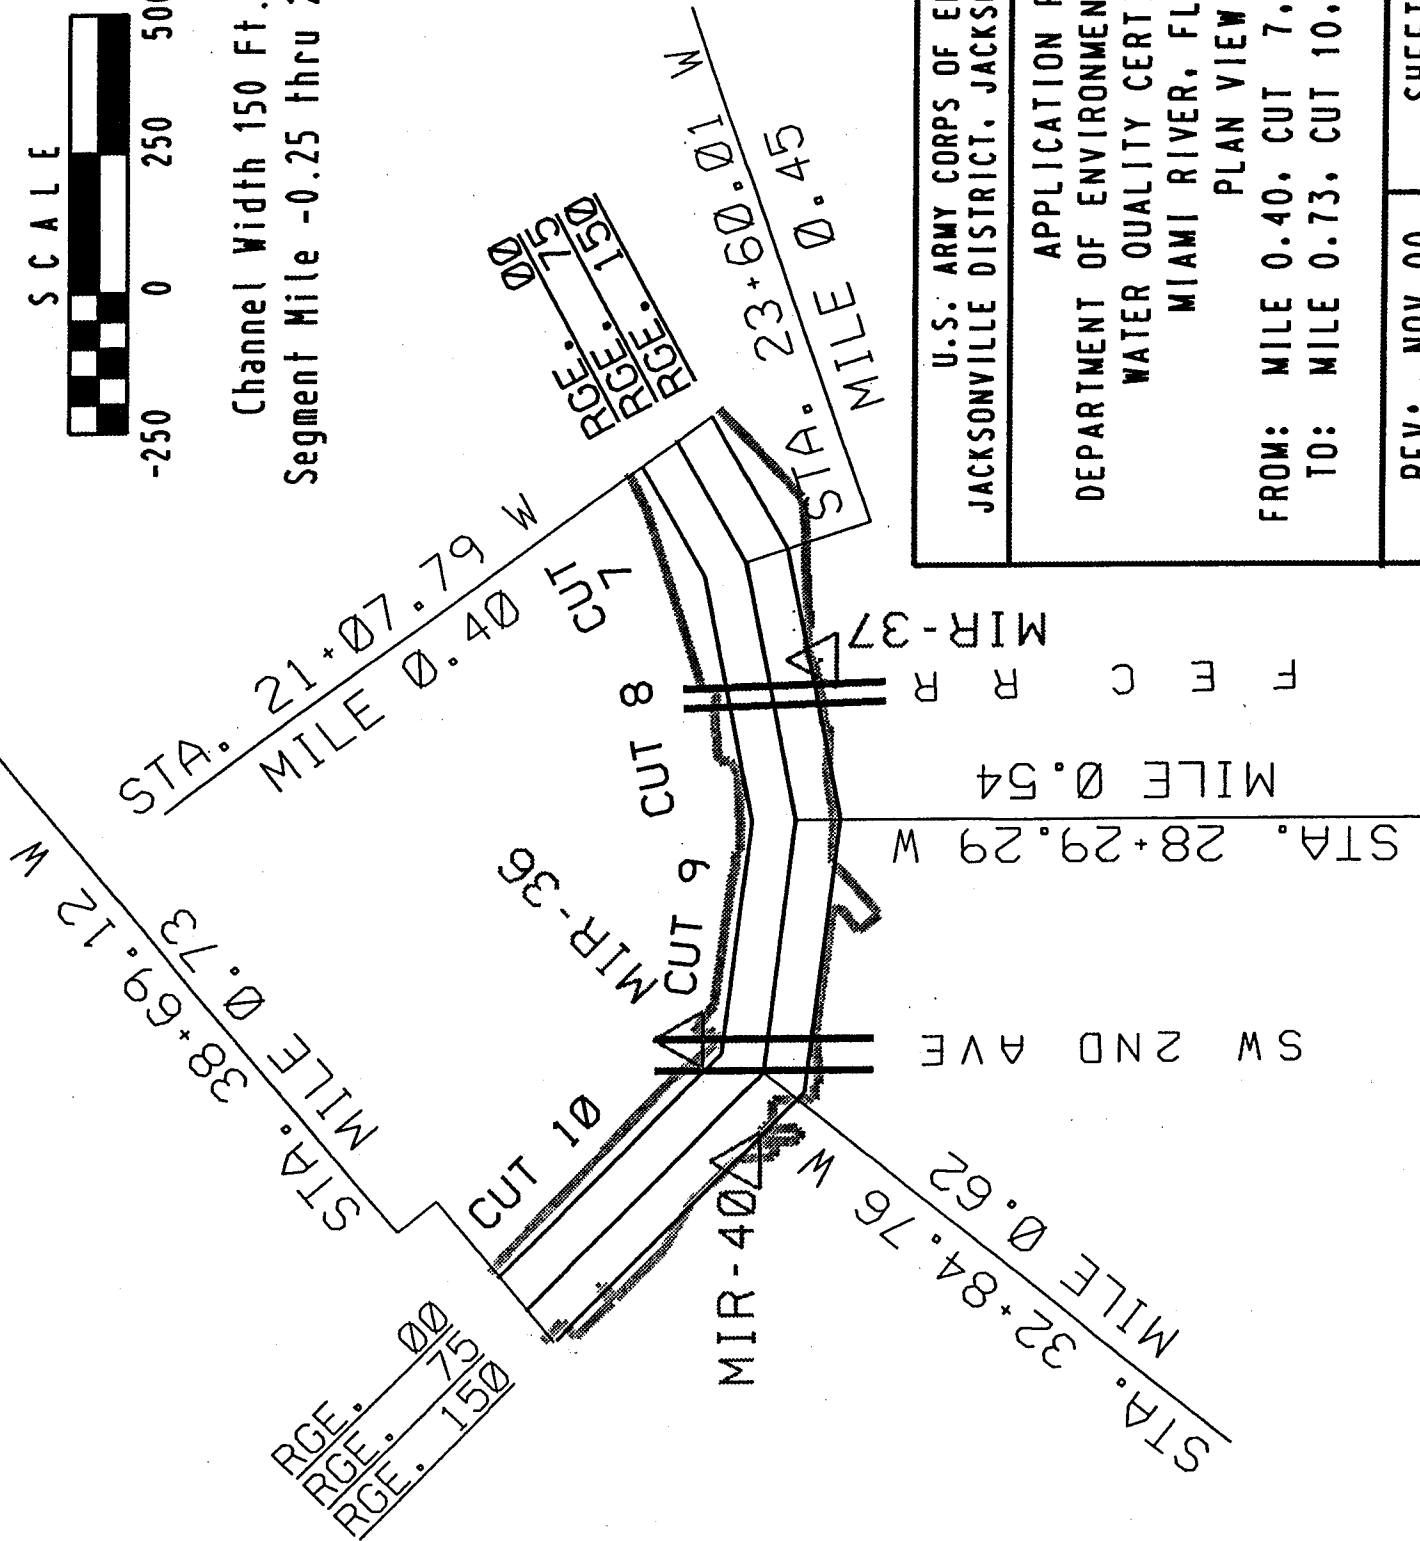 SCALE
-250 0 250 500
Channel Width 150 Ft.
Segment Mile -0.25 thru
STA. 21+07.79 W
MILE 0.40
STA. 38+69.12 W
MILE 0.73
RGE. 00
RGE. 75
RGE. 150
STA. 23+60.01 W
MILE 0.45
CUT 7
CUT 8
CUT 9
CUT 10
MIR-36
MIR-37
MIR-40
F E C R R
MILE 0.54
STA. 28+29.29 W
SW 2ND AVE
STA. 32+84.76 W
MILE 0.62
RGE. 00
RGE. 75
RGE. 150
U.S. ARMY CORPS OF
JACKSONVILLE DISTRICT, 
APPLICATION
DEPARTMENT OF
WATER QUALITY
MIAMI RIVER, FL
PLAN VIEW
FROM: MILE 0.40, CUT 7,
TO: MILE 0.73, CUT 10,
REV. NOV 00
SHEET